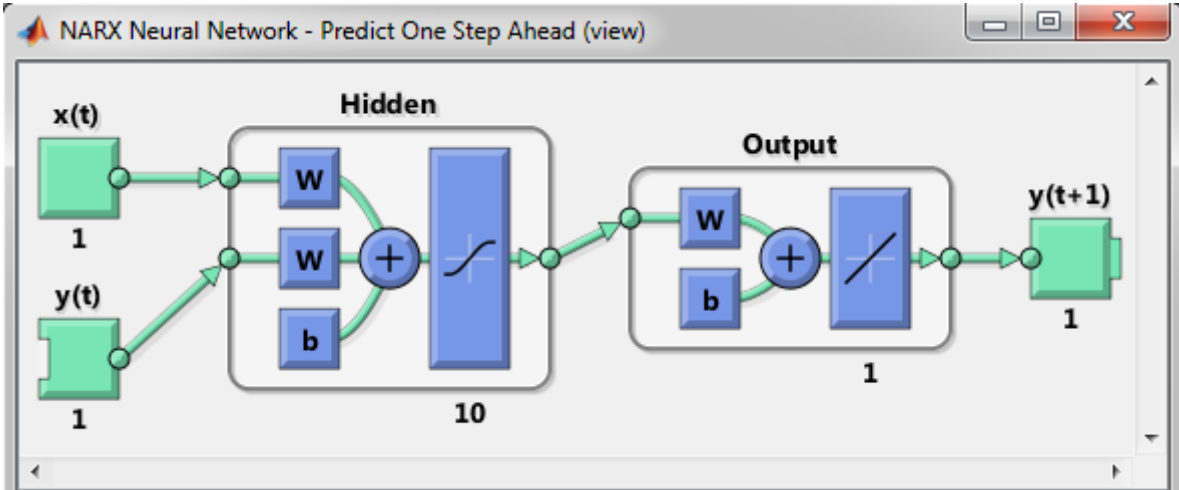 NARX Neural Network - Predict One Step Ahead (view)
Hidden
x(t)
W
1
W
b
y(t)
1
10
Output
W
b
1
y(t+1)
1